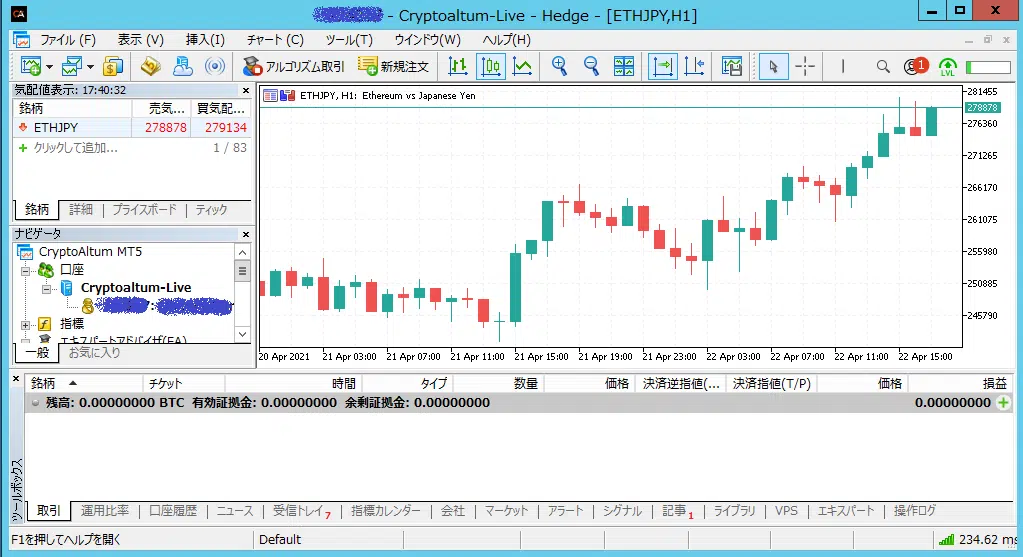 CA - Cryptoaltum-Live - Hedge - [ETHJPY,H1]
ファイル (F) 表示 (V) 挿入(I) チャート (C) ツール(T) ウインドウ(W) ヘルプ(H)
アルゴリズム取引 新規注文 1 LVL
気配値表示: 17:40:32
銘柄 売気... 買気配...
ETHJPY 278878 279134
クリックして追加... 1 / 83
銘柄 詳細 プライスボード ティック
ナビゲータ
CryptoAltum MT5
口座
Cryptoaltum-Live
:
指標
エキスパートアドバイザ(EA)
一般 お気に入り
ETHJPY, H1: Ethereum vs Japanese Yen
281455
278878
276360
271265
266170
261075
255980
250885
245790
20 Apr 2021 21 Apr 03:00 21 Apr 07:00 21 Apr 11:00 21 Apr 15:00 21 Apr 19:00 21 Apr 23:00 22 Apr 03:00 22 Apr 07:00 22 Apr 11:00 22 Apr 15:00
銘柄 チケット 時間 タイプ 数量 価格 決済逆指値(... 決済指値(T/P) 価格 損益
残高: 0.00000000 BTC 有効証拠金: 0.00000000 余剰証拠金: 0.00000000 0.00000000
ツールボックス
取引 運用比率 口座履歴 ニュース 受信トレイ7 指標カレンダー 会社 マーケット アラート シグナル 記事1 ライブラリ VPS エキスパート 操作ログ
F1を押してヘルプを開く Default 234.62 ms